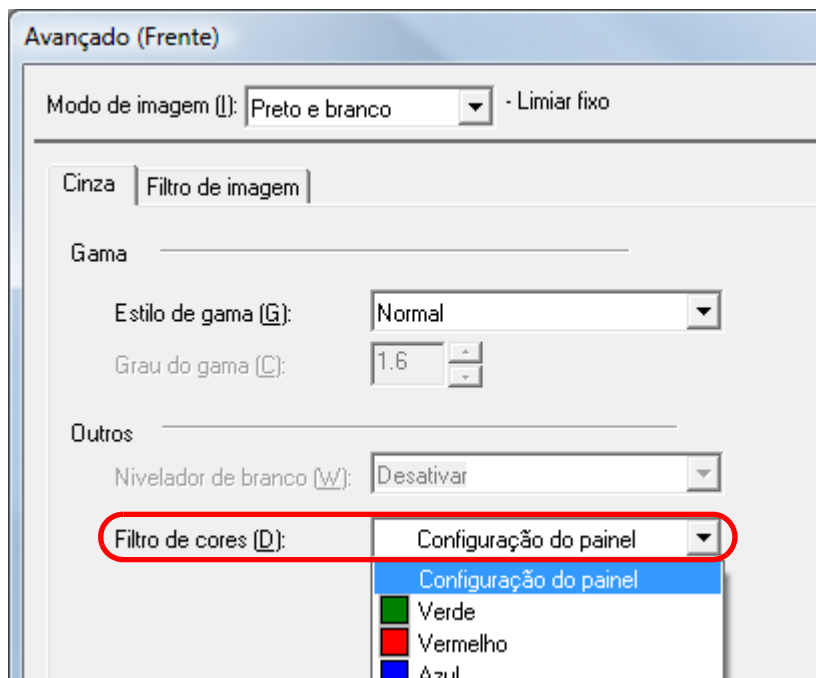 Avançado (Frente)
Modo de imagem (I): Preto e branco - Limiar fixo
Cinza Filtro de imagem
Gama
Estilo de gama (G): Normal
Grau do gama (C): 1.6
Outros
Nivelador de branco (W): Desativar
Filtro de cores (D): Configuração do painel
Configuração do painel
Verde
Vermelho
Azul